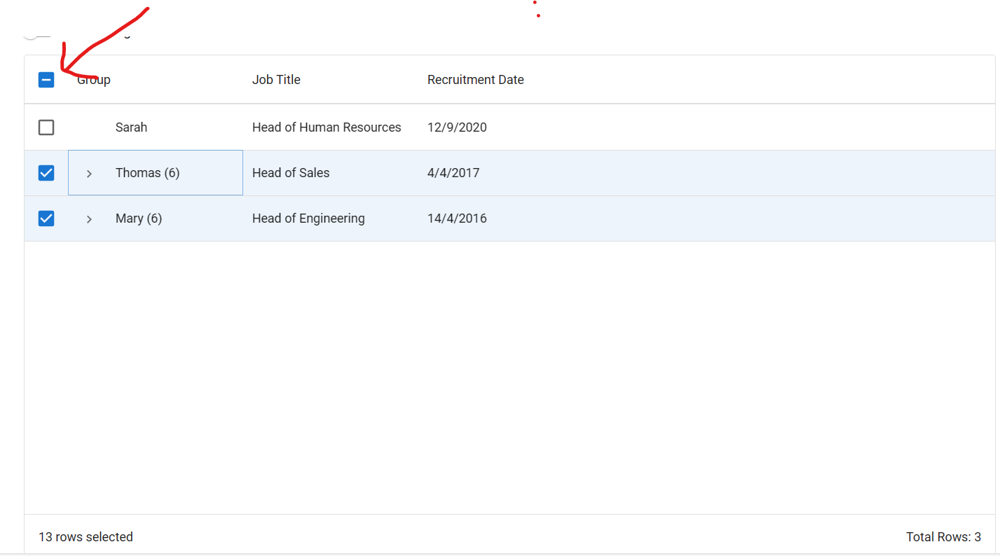 Group Job Title Recruitment Date
Sarah Head of Human Resources 12/9/2020
Thomas (6) Head of Sales 4/4/2017
Mary (6) Head of Engineering 14/4/2016
13 rows selected Total Rows: 3